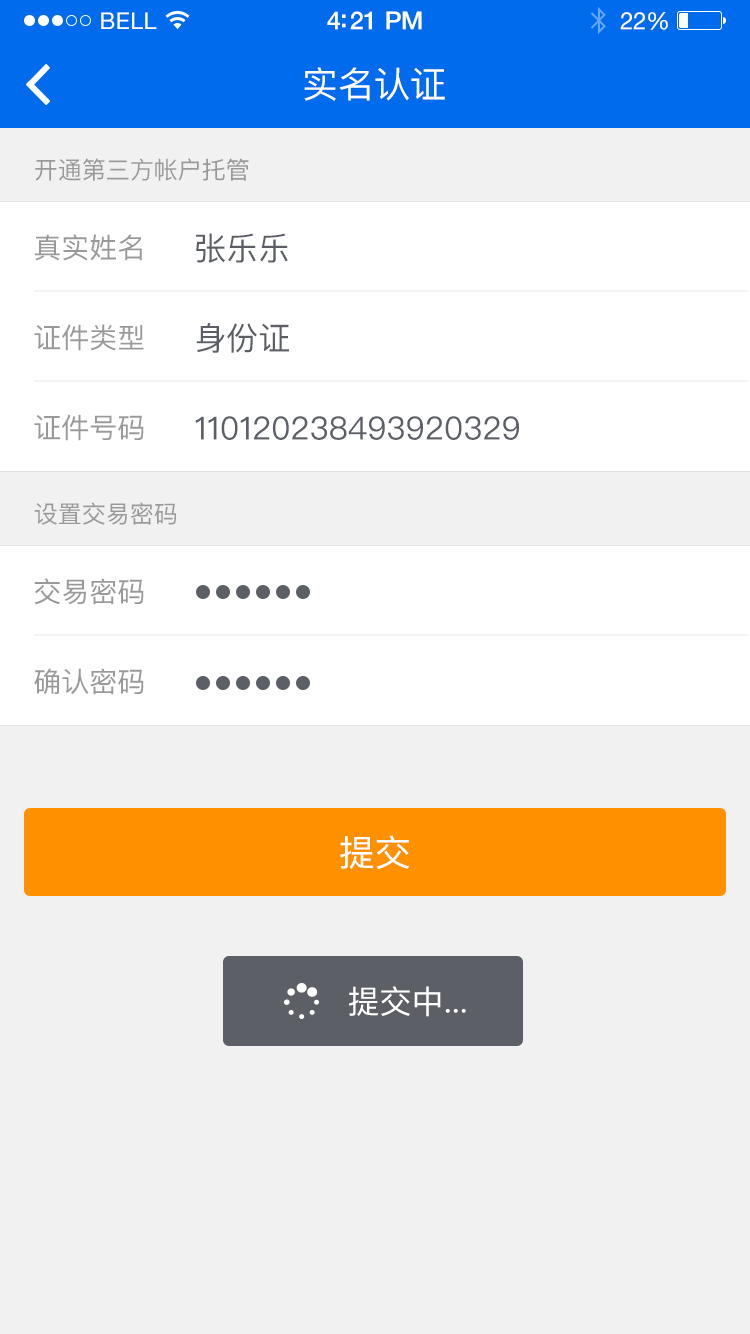 BELL 4:21 PM 22%
实名认证
开通第三方帐户托管
真实姓名 张乐乐
证件类型 身份证
证件号码 110120238493920329
设置交易密码
交易密码 ●●●●●●
确认密码 ●●●●●●
提交
提交中...